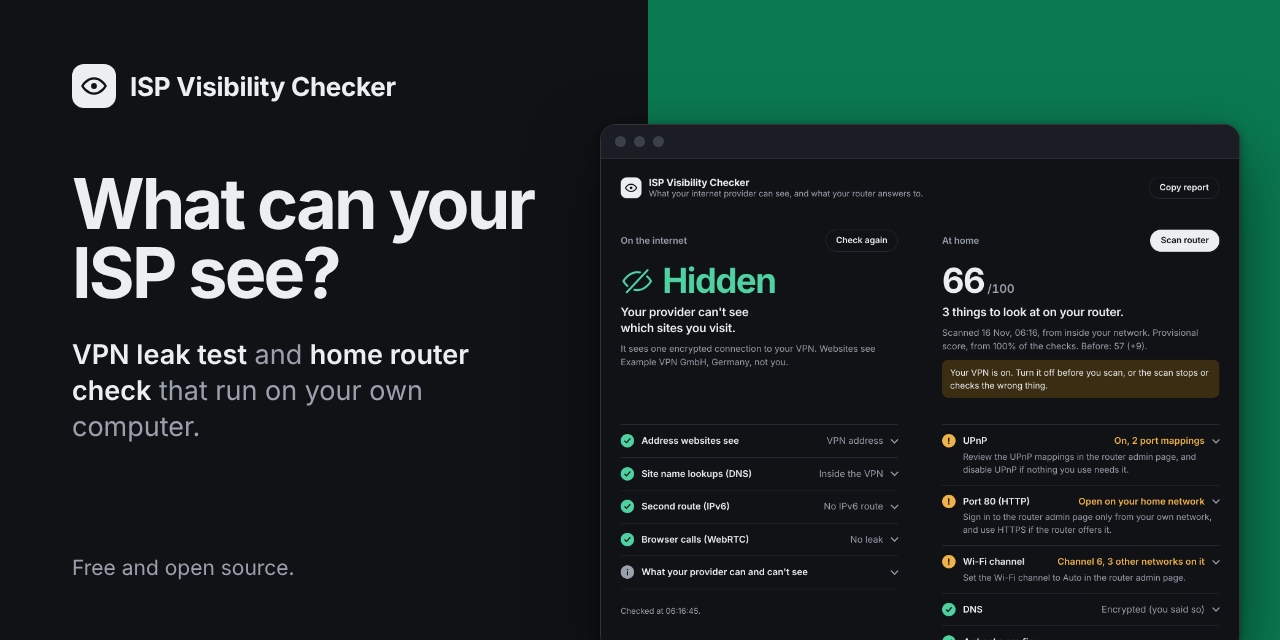 ISP Visibility Checker
What can your
ISP see?
VPN leak test and home router
check that run on your own
computer.
Free and open source.
ISP Visibility Checker
What your internet provider can see, and what your router answers to.
Copy report
On the internet
Check again
Hidden
Your provider can't see
which sites you visit.
It sees one encrypted connection to your VPN. Websites see
Example VPN GmbH, Germany, not you.
Address websites see
VPN address
Site name lookups (DNS)
Inside the VPN
Second route (IPv6)
No IPv6 route
Browser calls (WebRTC)
No leak
What your provider can and can't see
Checked at 06:16:45.
At home
Scan router
66 /100
3 things to look at on your router.
Scanned 16 Nov, 06:16, from inside your network. Provisional
score, from 100% of the checks. Before: 57 (+9).
Your VPN is on. Turn it off before you scan, or the scan stops or
checks the wrong thing.
UPnP
On, 2 port mappings
Review the UPnP mappings in the router admin page, and
disable UPnP if nothing you use needs it.
Port 80 (HTTP)
Open on your home network
Sign in to the router admin page only from your own network,
and use HTTPS if the router offers it.
Wi-Fi channel
Channel 6, 3 other networks on it
Set the Wi-Fi channel to Auto in the router admin page.
DNS
Encrypted (you said so)